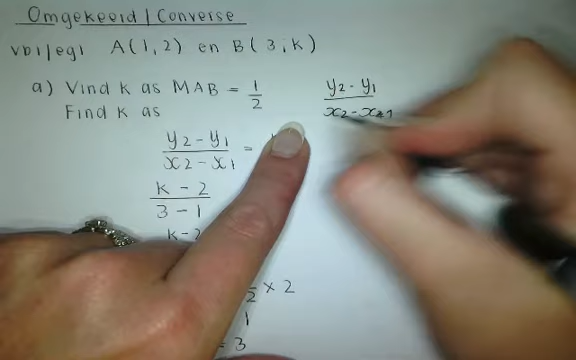 Omgekeerd / Converse
vb / eg / A(1,2) en B(3,k)
a) Vind k as MAB = 1/2
Find k as
y2 - y1 / x2 - x1
y2 - y1 / x2 - x1 =
k - 2 / 3 - 1
k - 2
2 × 2
1
= 3